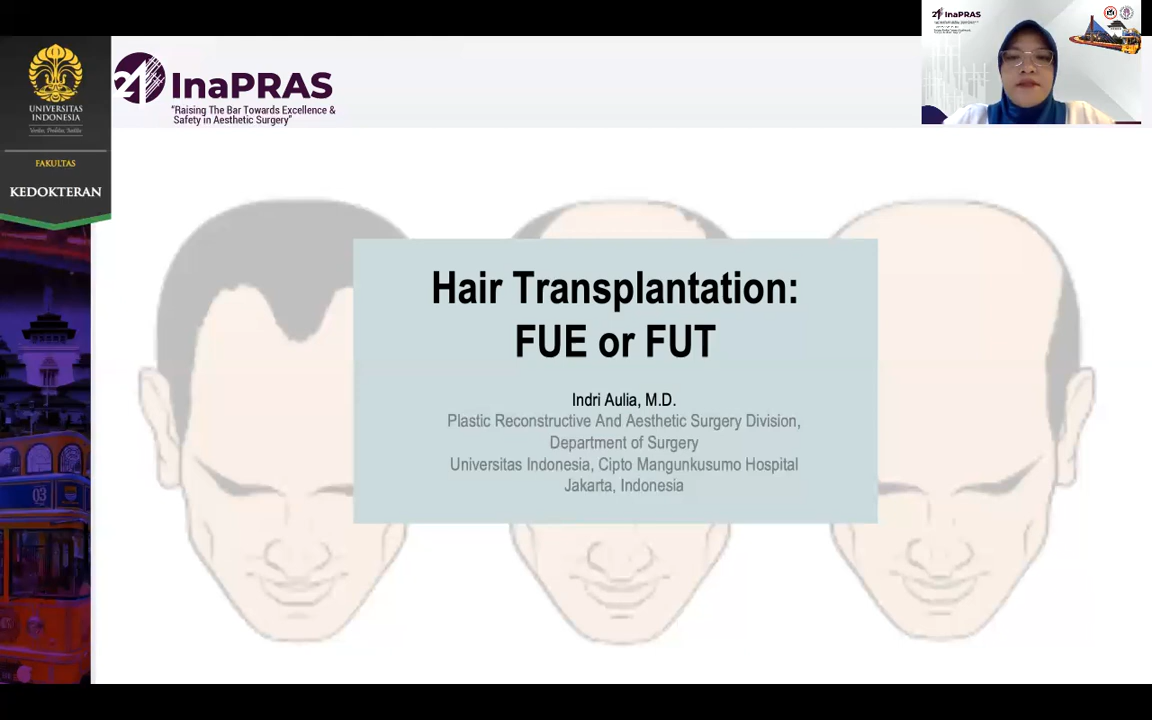 UNIVERSITAS
INDONESIA
Veritas, Probitas, Iustitia
FAKULTAS
KEDOKTERAN
InaPRAS
“Raising The Bar Towards Excellence &
Safety in Aesthetic Surgery”
InaPRAS
Hair Transplantation:
FUE or FUT
Indri Aulia, M.D.
Plastic Reconstructive And Aesthetic Surgery Division,
Department of Surgery
Universitas Indonesia, Cipto Mangunkusumo Hospital
Jakarta, Indonesia
03